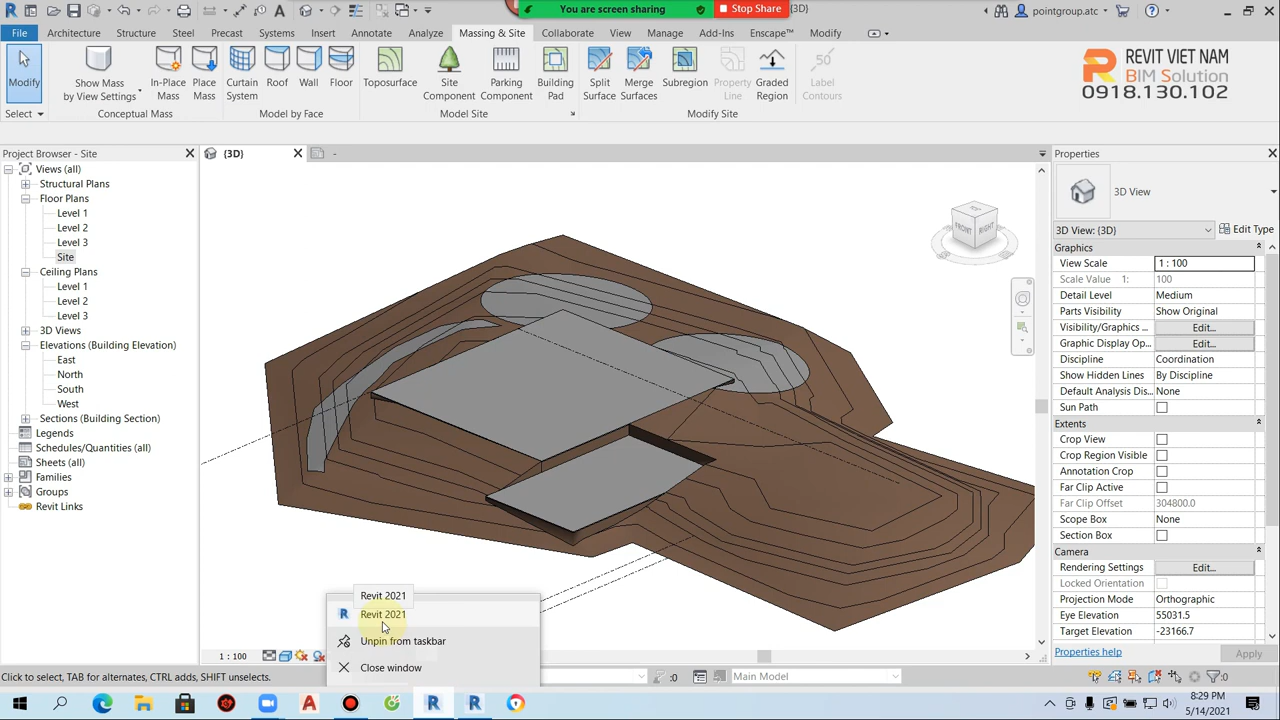 You are screen sharing
Stop Share
{3D}
pointgroup.atc
File
Architecture
Structure
Steel
Precast
Systems
Insert
Annotate
Analyze
Massing & Site
Collaborate
View
Manage
Add-Ins
Enscape™
Modify
Modify
Show Mass
by View Settings
In-Place
Mass
Place
Mass
Curtain
System
Roof
Wall
Floor
Toposurface
Site
Component
Parking
Component
Building
Pad
Split
Surface
Merge
Surfaces
Subregion
Property
Line
Graded
Region
50
Label
Contours
REVIT VIET NAM
BIM Solution
0918.130.102
Select
Conceptual Mass
Model by Face
Model Site
Modify Site
Project Browser - Site
Views (all)
Structural Plans
Floor Plans
Level 1
Level 2
Level 3
Site
Ceiling Plans
Level 1
Level 2
Level 3
3D Views
Elevations (Building Elevation)
East
North
South
West
Sections (Building Section)
Legends
Schedules/Quantities (all)
Sheets (all)
Families
Groups
Revit Links
{3D}
FRONT
RIGHT
Properties
3D View
3D View: {3D}
Edit Type
Graphics
View Scale
1 : 100
Scale Value 1:
100
Detail Level
Medium
Parts Visibility
Show Original
Visibility/Graphics ...
Edit...
Graphic Display Op...
Edit...
Discipline
Coordination
Show Hidden Lines
By Discipline
Default Analysis Dis...
None
Sun Path
Extents
Crop View
Crop Region Visible
Annotation Crop
Far Clip Active
Far Clip Offset
304800.0
Scope Box
None
Section Box
Camera
Rendering Settings
Edit...
Locked Orientation
Projection Mode
Orthographic
Eye Elevation
55031.5
Target Elevation
-23166.7
Properties help
Apply
Revit 2021
Revit 2021
Unpin from taskbar
Close window
1 : 100
Click to select, TAB for alternates, CTRL adds, SHIFT unselects.
:0
Main Model
:0
8:29 PM
5/14/2021